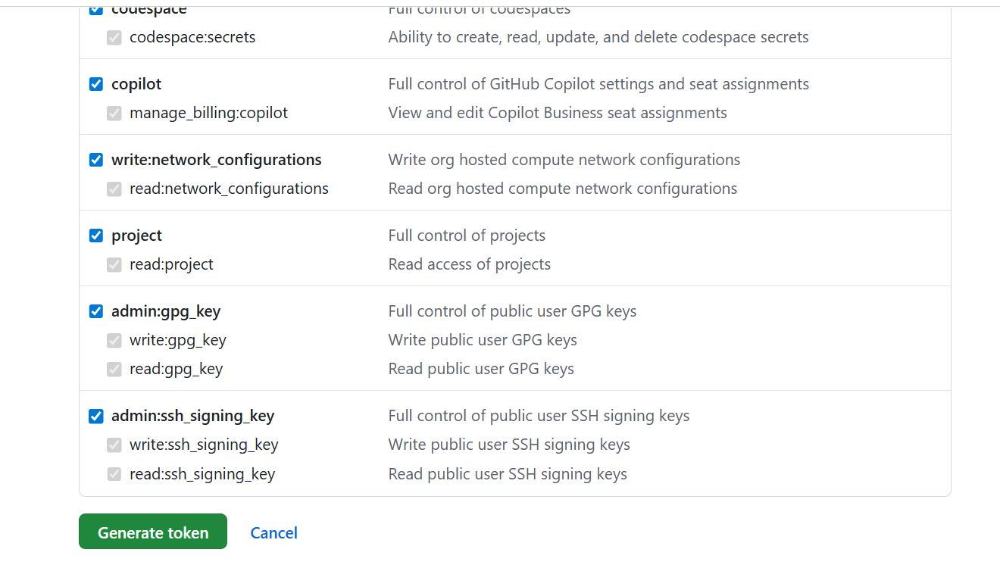 codespace Full control of codespaces
codespace:secrets Ability to create, read, update, and delete codespace secrets
copilot Full control of GitHub Copilot settings and seat assignments
manage_billing:copilot View and edit Copilot Business seat assignments
write:network_configurations Write org hosted compute network configurations
read:network_configurations Read org hosted compute network configurations
project Full control of projects
read:project Read access of projects
admin:gpg_key Full control of public user GPG keys
write:gpg_key Write public user GPG keys
read:gpg_key Read public user GPG keys
admin:ssh_signing_key Full control of public user SSH signing keys
write:ssh_signing_key Write public user SSH signing keys
read:ssh_signing_key Read public user SSH signing keys
Generate token Cancel